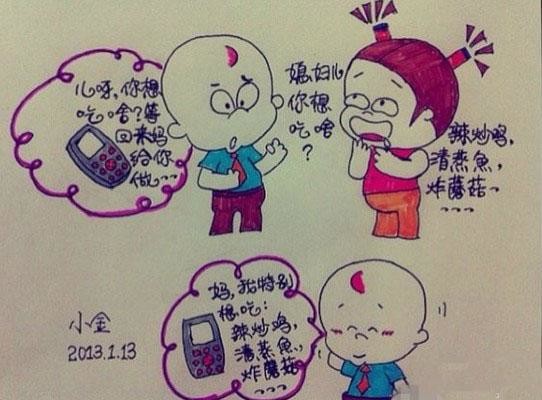 儿呀,你想
吃啥?等
回来妈
给你
做~~~
媳妇儿
你想
吃啥
?
辣炒鸡,
清蒸魚,
炸蘑菇~
~~~
妈,我特别
想吃:
辣炒鸡,
清蒸魚,
炸蘑菇
~~~
小金
2013.1.13